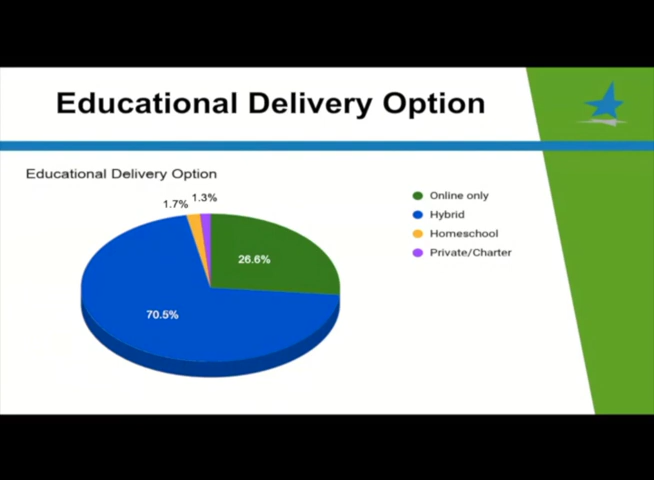 Educational Delivery Option
Educational Delivery Option
1.7%
1.3%
26.6%
70.5%
Online only
Hybrid
Homeschool
Private/Charter